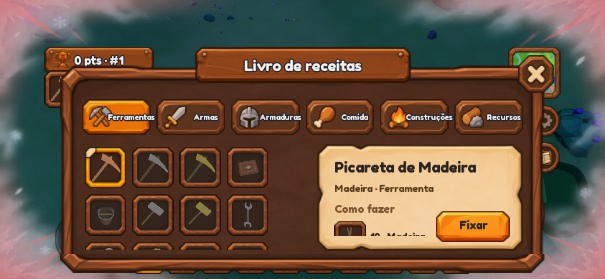 0 pts · #1
Livro de receitas
Ferramentas
Armas
Armaduras
Comida
Construções
Recursos
Picareta de Madeira
Madeira · Ferramenta
Como fazer
Fixar
Madeira